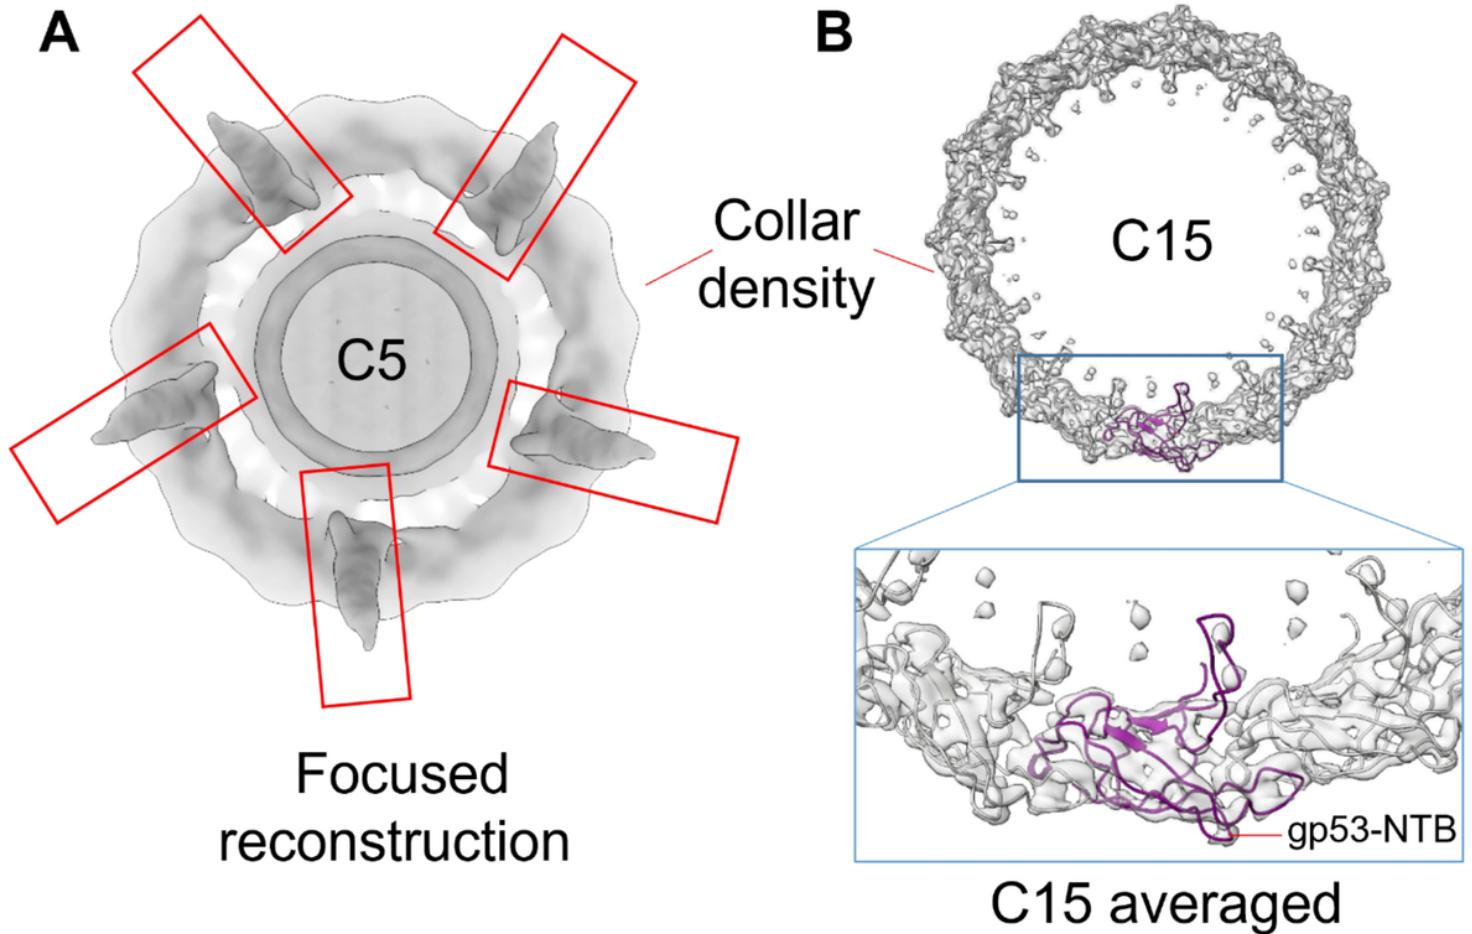 A
B
Collar
density
C5
C15
gp53-NTB
Focused
reconstruction
C15 averaged